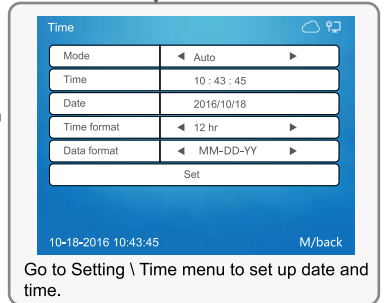 Time
Mode ◀ Auto ▶
Time 10 : 43 : 45
Date 2016/10/18
Time format ◀ 12 hr ▶
Data format ◀ MM-DD-YY ▶
Set
10-18-2016 10:43:45 M/back
Go to Setting \ Time menu to set up date and
time.